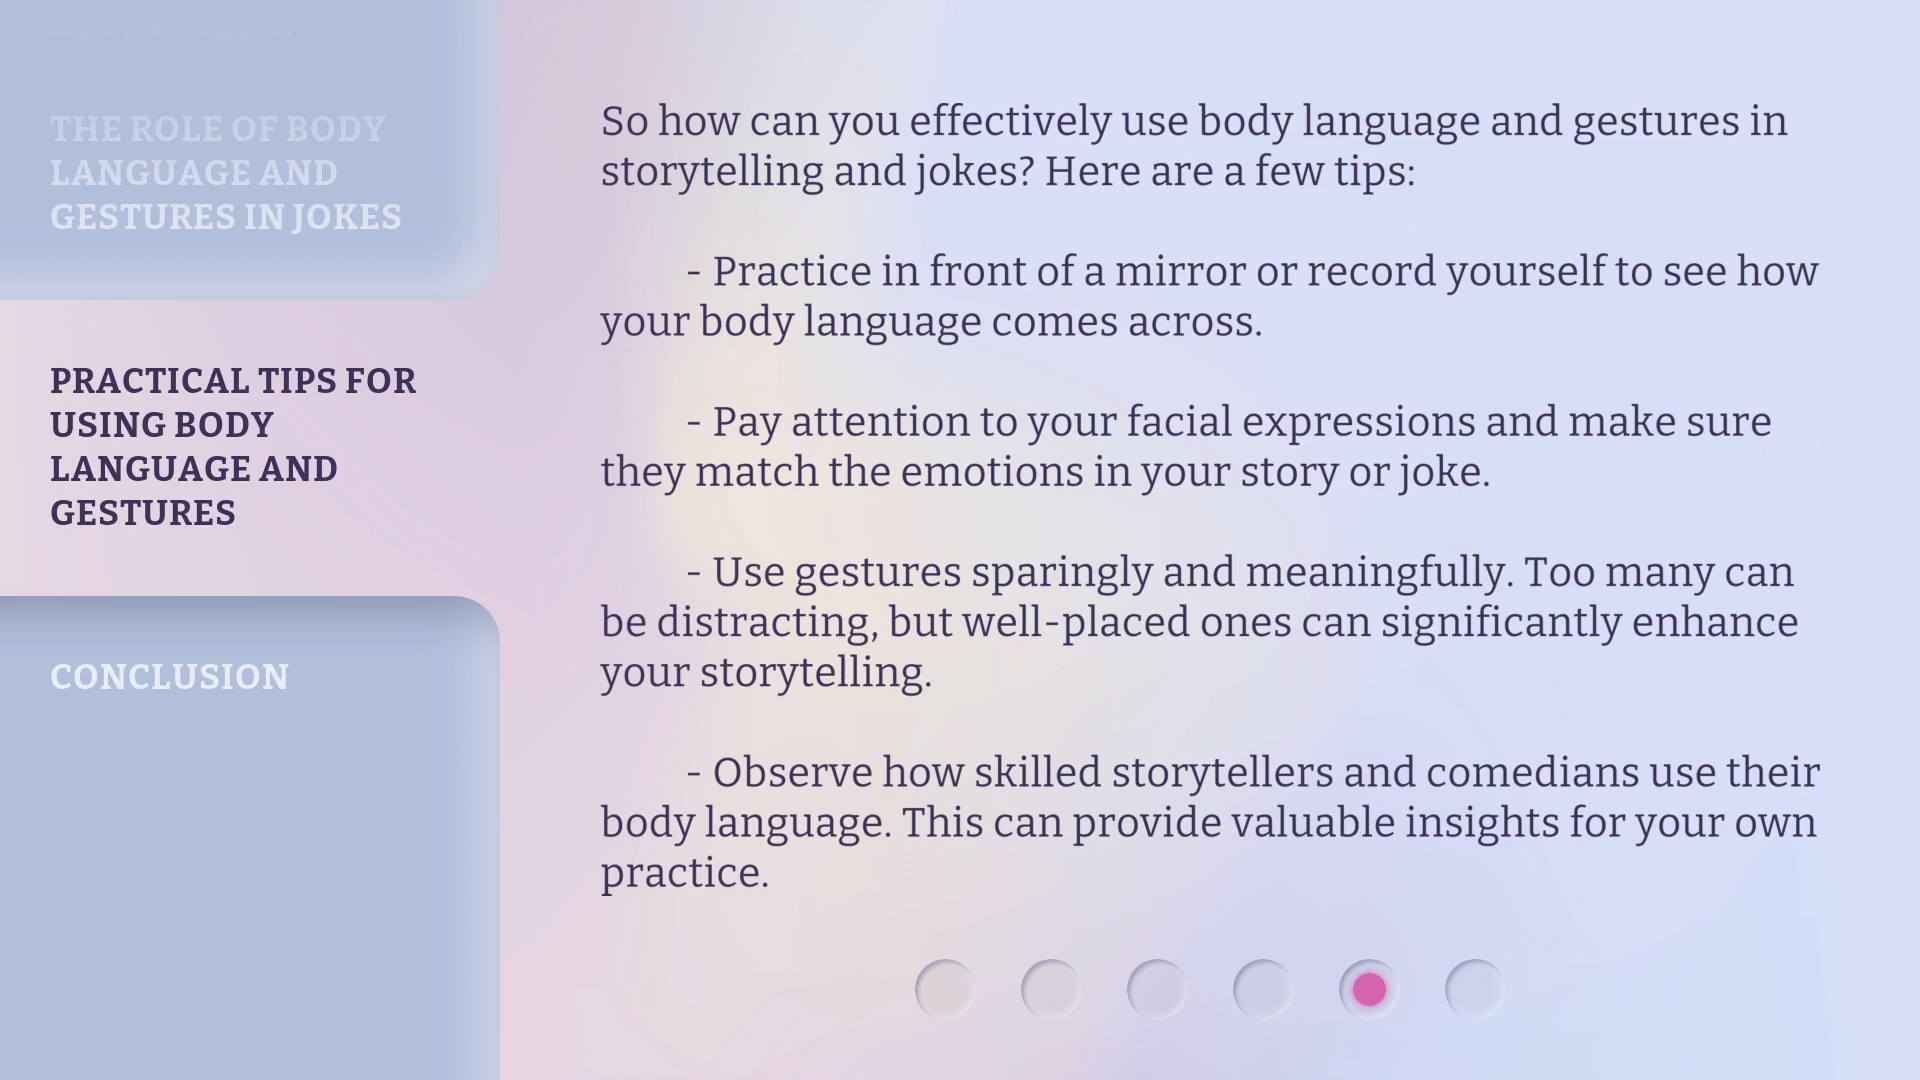 STORYTELLING
THE ROLE OF BODY
LANGUAGE AND
GESTURES IN JOKES
PRACTICAL TIPS FOR
USING BODY
LANGUAGE AND
GESTURES
CONCLUSION
So how can you effectively use body language and gestures in
storytelling and jokes? Here are a few tips:
- Practice in front of a mirror or record yourself to see how
your body language comes across.
- Pay attention to your facial expressions and make sure
they match the emotions in your story or joke.
- Use gestures sparingly and meaningfully. Too many can
be distracting, but well-placed ones can significantly enhance
your storytelling.
- Observe how skilled storytellers and comedians use their
body language. This can provide valuable insights for your own
practice.